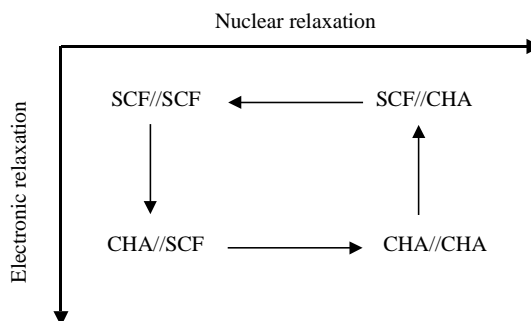 Nuclear relaxation
Electronic relaxation
SCF//SCF
SCF//CHA
CHA//SCF
CHA//CHA